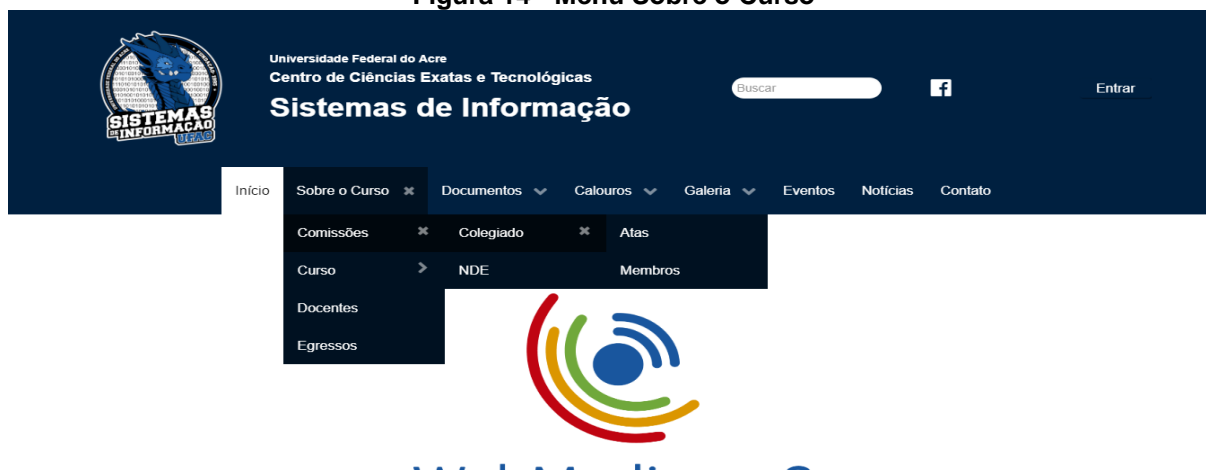 Figura 14 - Menu Sobre o Curso
Universidade Federal do Acre
Centro de Ciências Exatas e Tecnológicas
Sistemas de Informação
SISTEMAS
DE INFORMAÇÃO
UFAC
Buscar
Entrar
Início Sobre o Curso Documentos Calouros Galeria Eventos Notícias Contato
Comissões Colegiado Atas
Curso NDE Membros
Docentes
Egressos